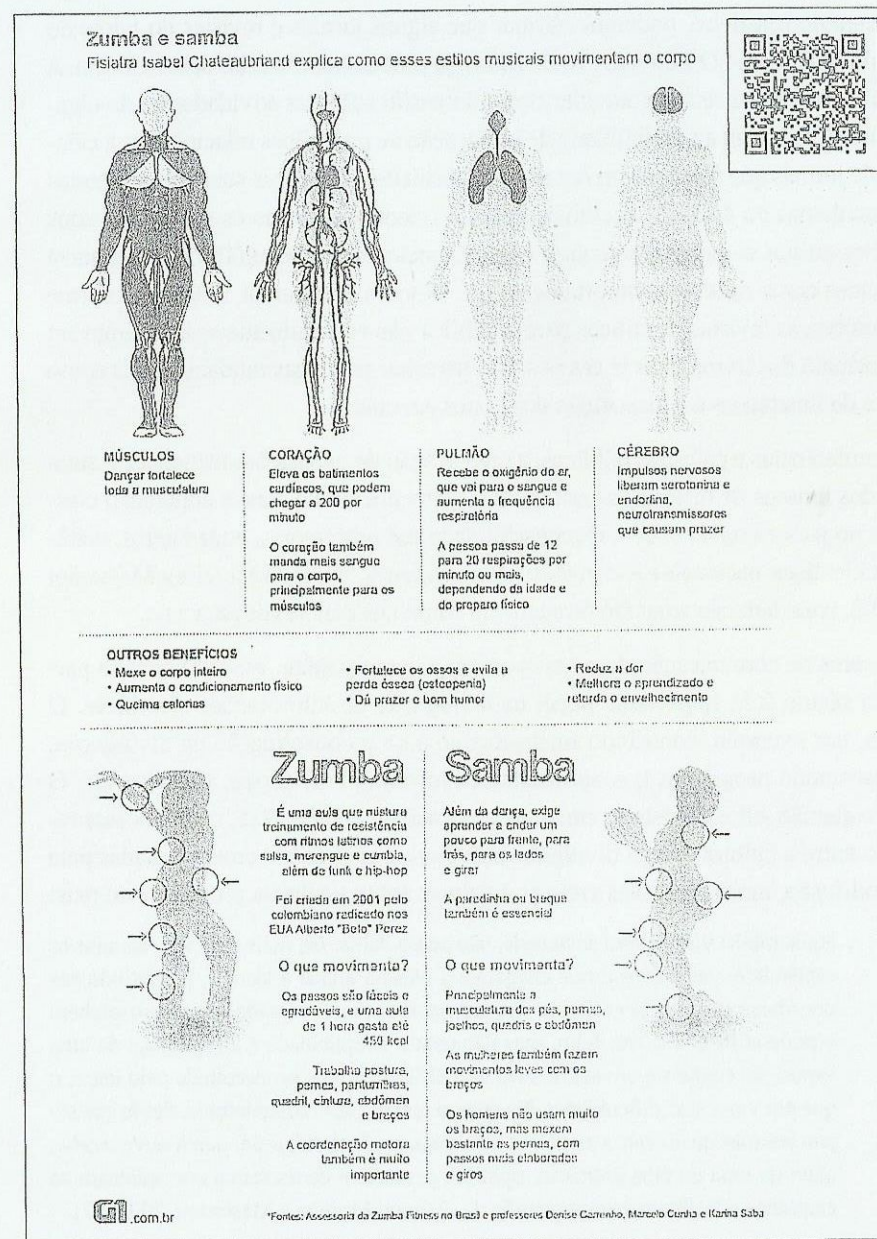 Zumba e samba
Fisiatra Isabel Chateaubriand explica como esses estilos musicais movimentam o corpo
MÚSCULOS
Dançar fortalece
toda a musculatura
CORAÇÃO
Eleva os batimentos
cardíacos, que podem
chegar a 200 por
minuto
O coração também
manda mais sangue
para o corpo,
principalmente para os
músculos
PULMÃO
Recebe o oxigênio do ar,
que vai para o sangue e
aumenta a frequência
respiratória
A pessoa passa de 12
para 20 respirações por
minuto ou mais,
dependendo da idade e
do preparo físico
CÉREBRO
Impulsos nervosos
liberam serotonina e
endorfina,
neurotransmissores
que causam prazer
OUTROS BENEFÍCIOS
• Mexe o corpo inteiro
• Aumenta o condicionamento físico
• Queima calorias
• Fortalece os ossos e evita a
perda óssea (osteopenia)
• Dá prazer e bom humor
• Reduz a dor
• Melhora o aprendizado e
retarda o envelhecimento
Zumba
É uma aula que mistura
treinamento de resistência
com ritmos latinos como
salsa, merengue e cumbia,
além de funk e hip-hop
Foi criada em 2001 pelo
colombiano radicado nos
EUA Alberto "Beto" Perez
O que movimenta?
Os passos são fáceis e
agradáveis, e uma aula
de 1 hora gasta até
450 kcal
Trabalha postura,
pernas, panturrilhas,
quadril, cintura, abdômen
e braços
A coordenação motora
também é muito
importante
Samba
Além da dança, exige
aprender a andar um
pouco para frente, para
trás, para os lados
e girar
A paradinha ou breque
também é essencial
O que movimenta?
Principalmente a
musculatura dos pés, pernas,
joelhos, quadris e abdômen
As mulheres também fazem
movimentos leves com os
braços
Os homens não usam muito
os braços, mas mexem
bastante as pernas, com
passos mais elaborados
e giros
G1.com.br
*Fontes: Assessoria da Zumba Fitness no Brasil e professores Denise Carrenho, Marcelo Cunha e Karina Saba